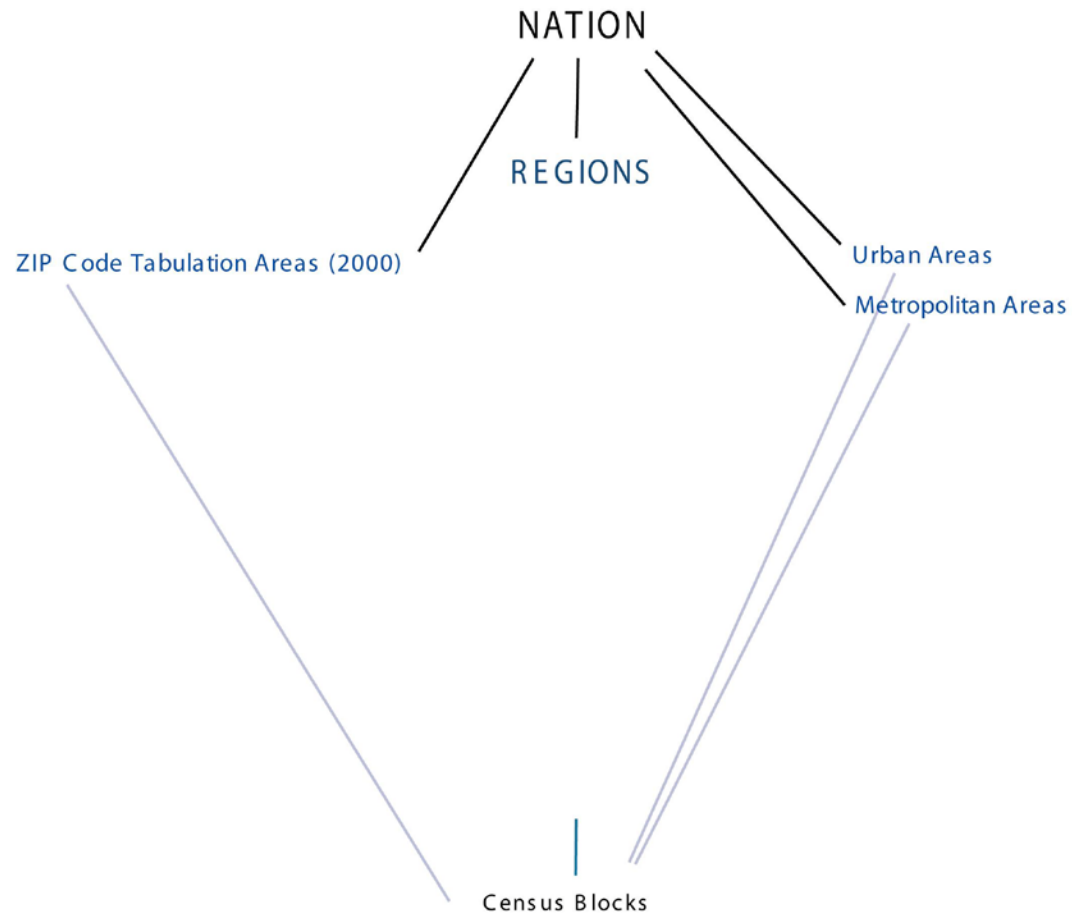 NATION
REGIONS
ZIP Code Tabulation Areas (2000)
Urban Areas
Metropolitan Areas
Census Blocks